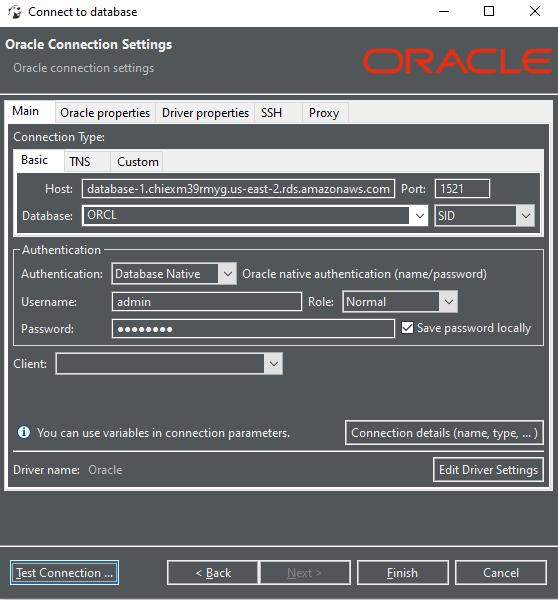 Connect to database
Oracle Connection Settings
Oracle connection settings
ORACLE
Main Oracle properties Driver properties SSH Proxy
Connection Type:
Basic TNS Custom
Host: database-1.chiexm39rmyg.us-east-2.rds.amazonaws.com Port: 1521
Database: ORCL SID
Authentication
Authentication: Database Native Oracle native authentication (name/password)
Username: admin Role: Normal
Password: ●●●●●●●● Save password locally
Client:
You can use variables in connection parameters. Connection details (name, type, ... )
Driver name: Oracle Edit Driver Settings
Test Connection ... < Back Next > Finish Cancel